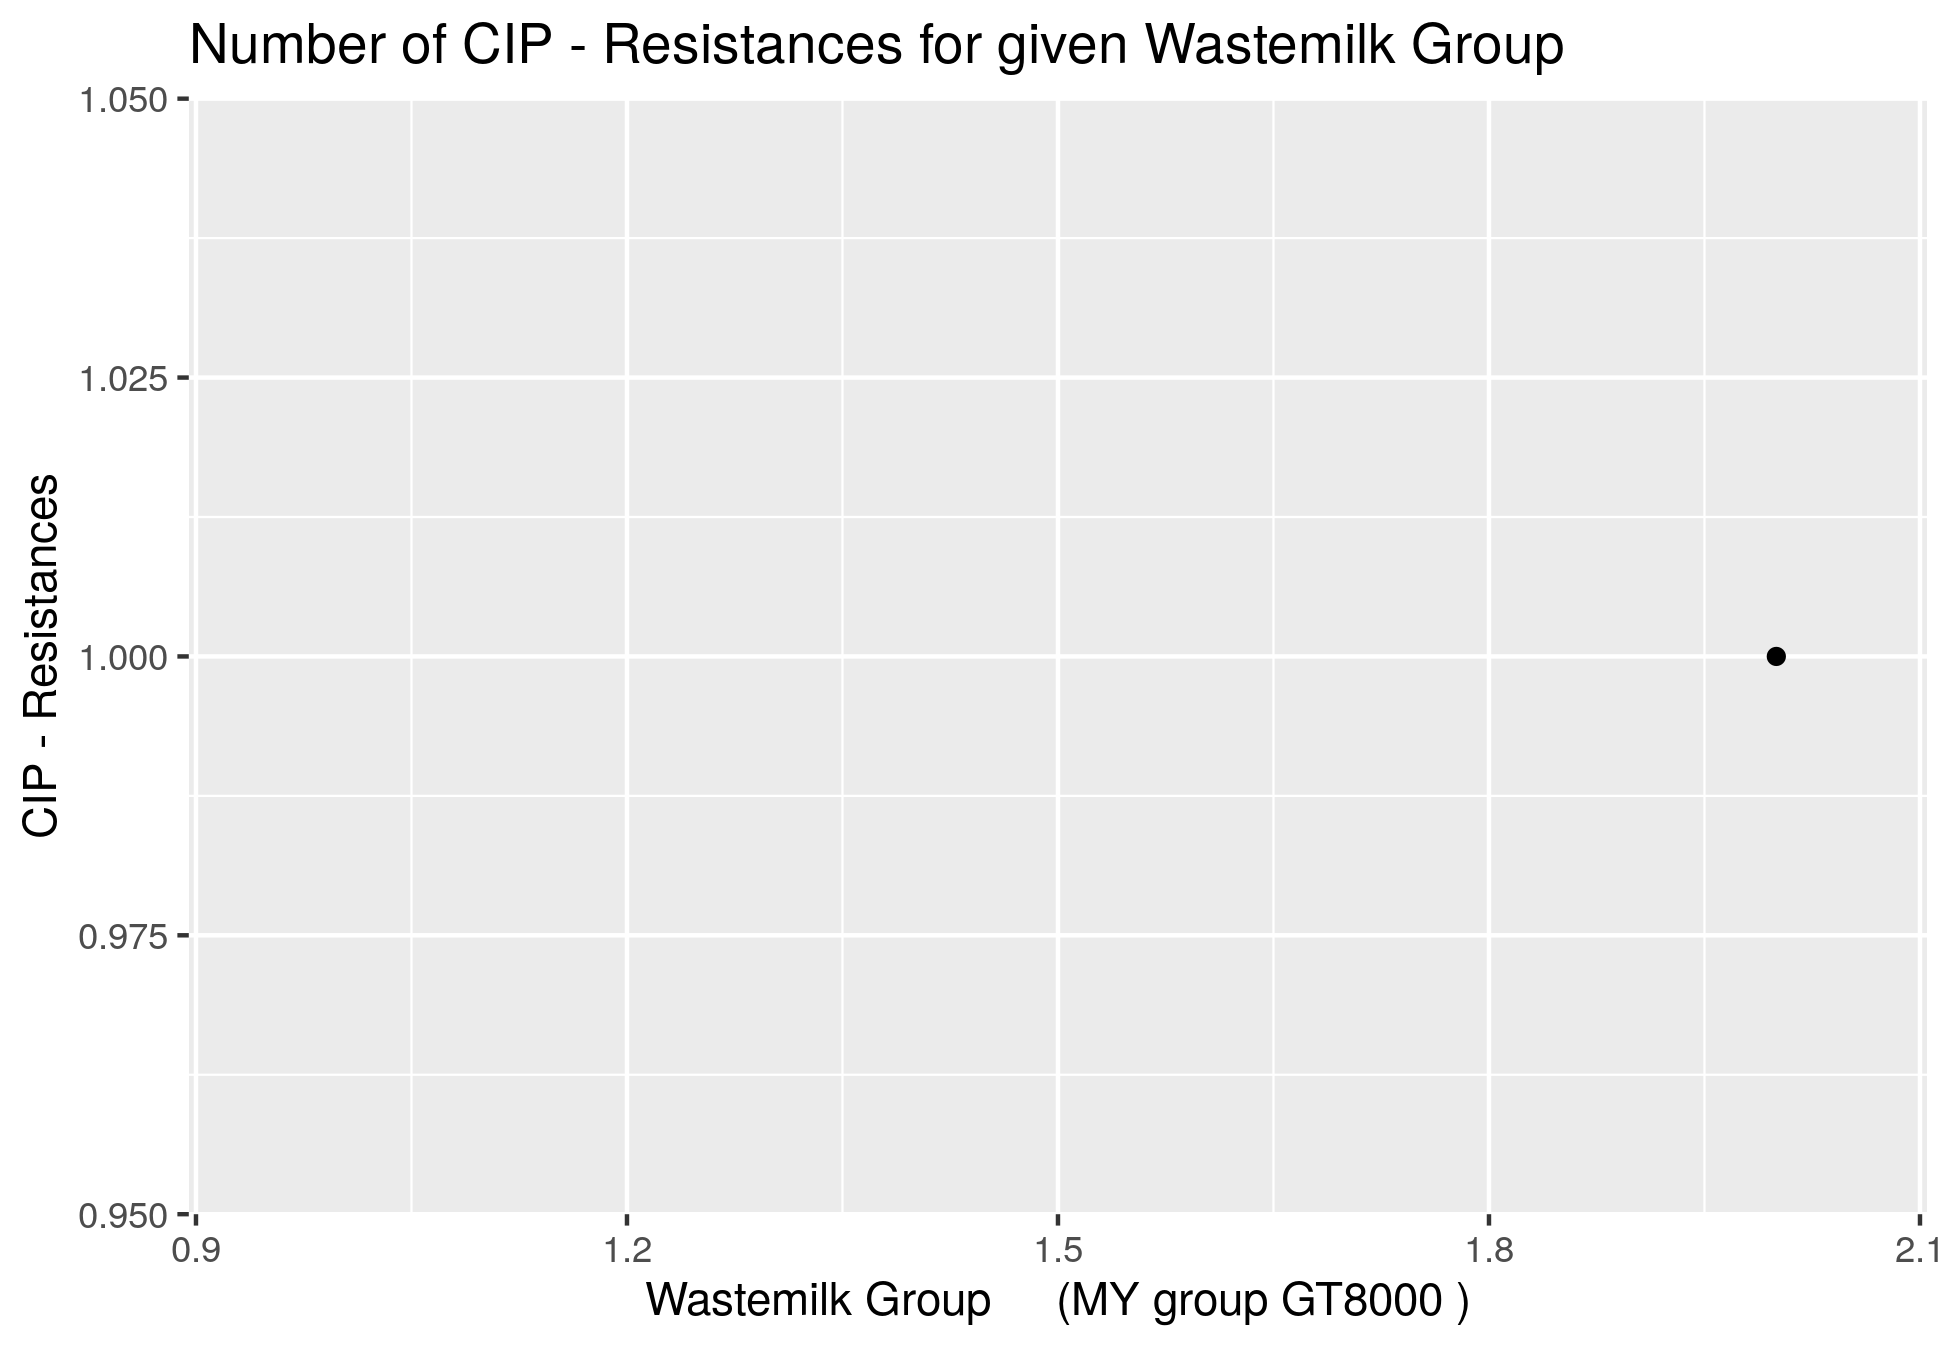 Number of CIP - Resistances for given Wastemilk Group
1.050
1.025
1.000
0.975
0.950
CIP - Resistances
0.9 1.2 1.5 1.8 2.1
Wastemilk Group (MY group GT8000 )